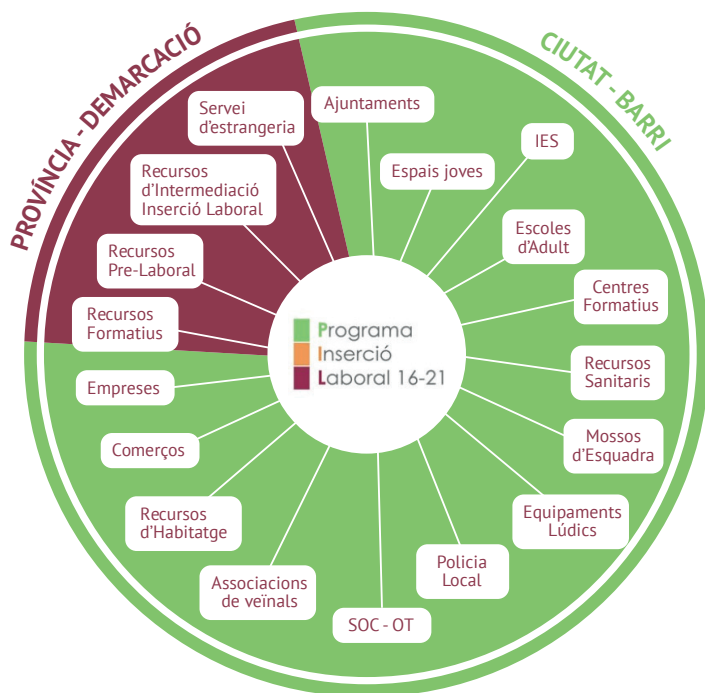 PROVÍNCIA - DEMARCACIÓ
CIUTAT - BARRI
Servei
d'estrangeria
Recursos
d'Intermediació
Inserció Laboral
Recursos
Pre-Laboral
Recursos
Formatius
Ajuntaments
Espais joves
IES
Escoles
d'Adult
Centres
Formatius
Recursos
Sanitaris
Mossos
d'Esquadra
Equipaments
Lúdics
Policia
Local
SOC - OT
Associacions
de veïnals
Recursos
d'Habitatge
Comerços
Empreses
Programa
Inserció
Laboral 16-21